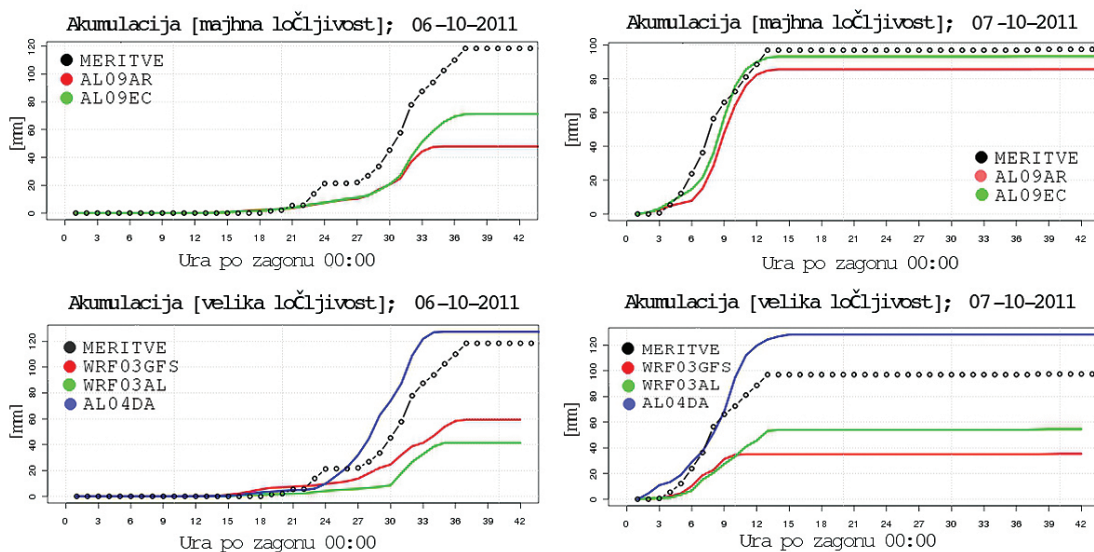 Akumulacija [majhna loČljivost]; 06-10-2011
MERITVE
AL09AR
AL09EC
[mm]
120
100
80
60
40
20
0
0 3 6 9 12 15 18 21 24 27 30 33 36 39 42
Ura po zagonu 00:00
Akumulacija [majhna loČljivost]; 07-10-2011
MERITVE
AL09AR
AL09EC
[mm]
100
80
60
40
20
0
0 3 6 9 12 15 18 21 24 27 30 33 36 39 42
Ura po zagonu 00:00
Akumulacija [velika loČljivost]; 06-10-2011
MERITVE
WRF03GFS
WRF03AL
AL04DA
[mm]
120
100
80
60
40
20
0
0 3 6 9 12 15 18 21 24 27 30 33 36 39 42
Ura po zagonu 00:00
Akumulacija [velika loČljivost]; 07-10-2011
MERITVE
WRF03GFS
WRF03AL
AL04DA
[mm]
120
100
80
60
40
20
0
0 3 6 9 12 15 18 21 24 27 30 33 36 39 42
Ura po zagonu 00:00